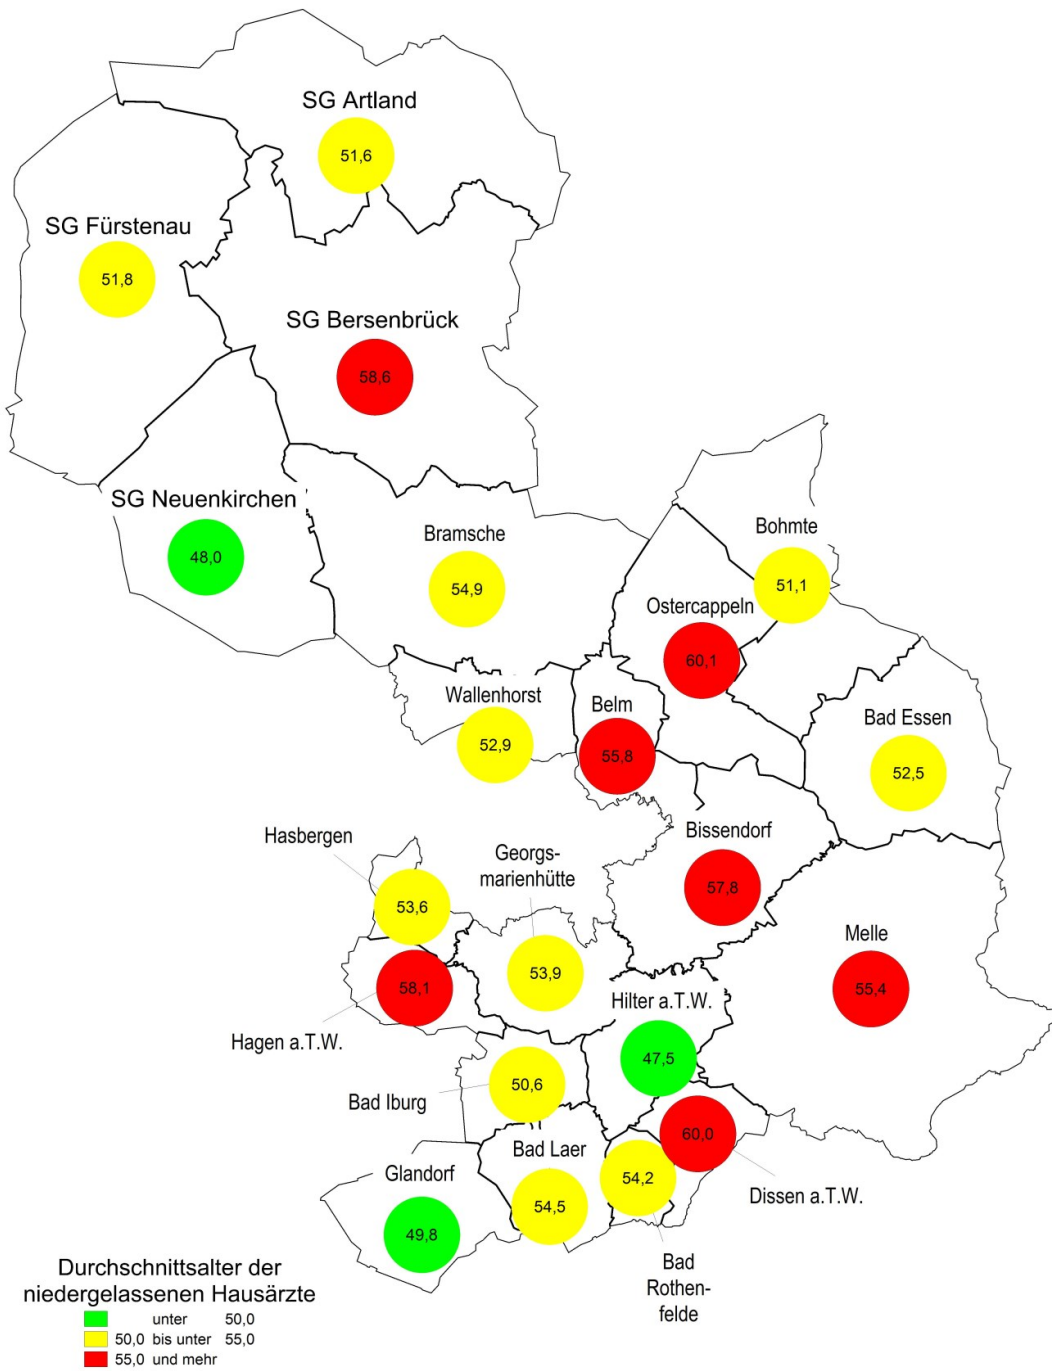 SG Artland
51,6
SG Fürstenau
51,8
SG Bersenbrück
58,6
SG Neuenkirchen
48,0
Bramsche
54,9
Bohmte
51,1
Ostercappeln
60,1
Wallenhorst
52,9
Belm
55,8
Bad Essen
52,5
Bissendorf
57,8
Hasbergen
53,6
Georgs-
marienhütte
53,9
Melle
55,4
Hagen a.T.W.
58,1
Hilter a.T.W.
47,5
Bad Iburg
50,6
Dissen a.T.W.
60,0
Bad Laer
54,5
Glandorf
49,8
54,2
Bad
Rothen-
felde
Durchschnittsalter der
niedergelassenen Hausärzte
unter 50,0
50,0 bis unter 55,0
55,0 und mehr